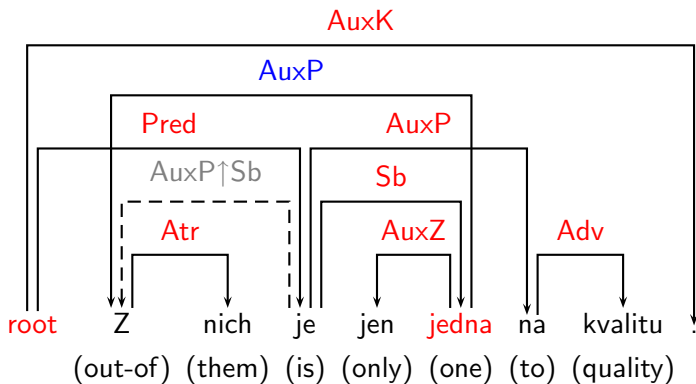 AuxK
AuxP
Pred AuxP
AuxP↑Sb Sb
Atr AuxZ Adv
root Z nich je jen jedna na kvalitu .
(out-of) (them) (is) (only) (one) (to) (quality)